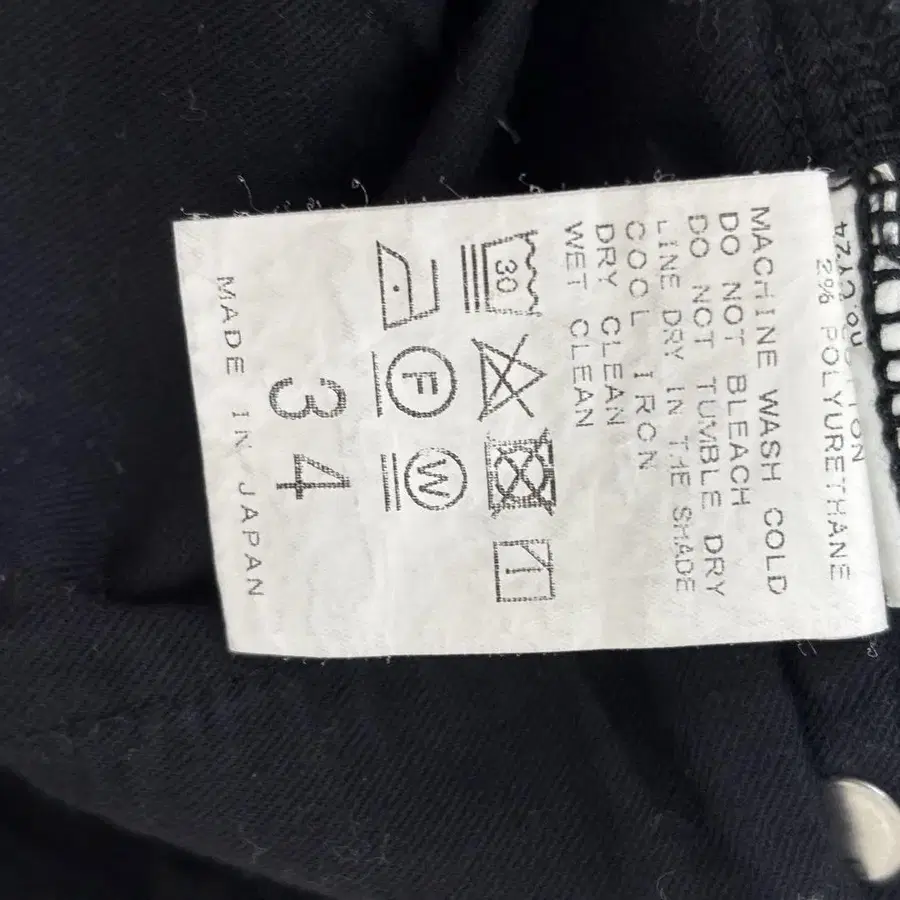 2% POLYURETHANE
MACHINE WASH COLD
DO NOT BLEACH
DO NOT TUMBLE DRY
LINE DRY IN THE SHADE
COOL IRON
DRY CLEAN
WET CLEAN
30
F W
34
MADE IN JAPAN